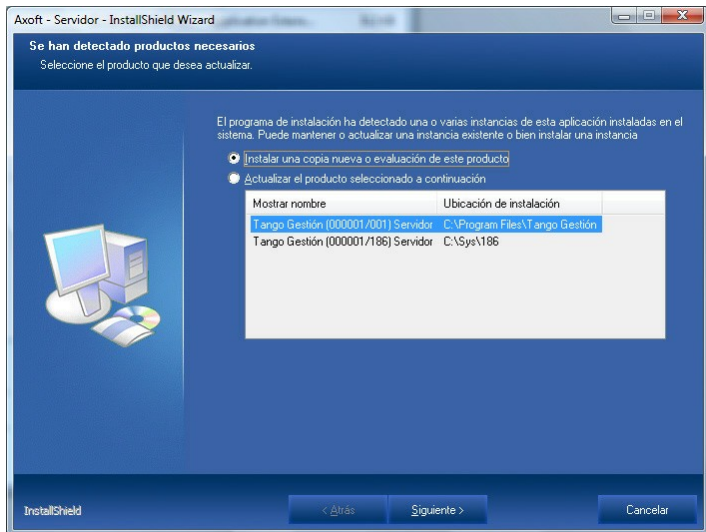 Axoft - Servidor - InstallShield Wizard
Se han detectado productos necesarios
Seleccione el producto que desea actualizar.
El programa de instalación ha detectado una o varias instancias de esta aplicación instaladas en el
sistema. Puede mantener o actualizar una instancia existente o bien instalar una instancia
Instalar una copia nueva o evaluación de este producto
Actualizar el producto seleccionado a continuación
Mostrar nombre Ubicación de instalación
Tango Gestión (000001/001) Servidor C:\Program Files\Tango Gestión
Tango Gestión (000001/186) Servidor C:\Sys\186
InstallShield
< Atrás Siguiente > Cancelar